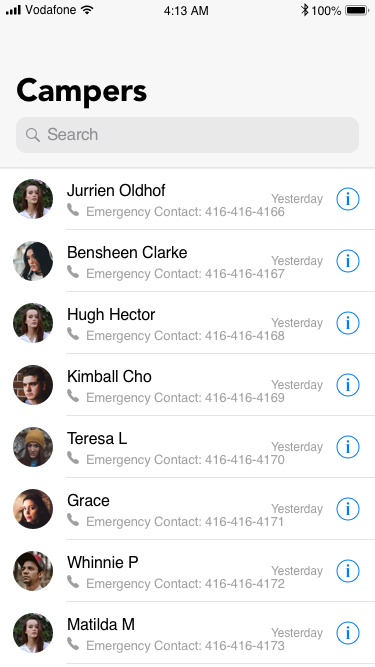 Vodafone 4:13 AM 100%
Campers
Search
Jurrien Oldhof
Yesterday
Emergency Contact: 416-416-4166
Bensheen Clarke
Yesterday
Emergency Contact: 416-416-4167
Hugh Hector
Yesterday
Emergency Contact: 416-416-4168
Kimball Cho
Yesterday
Emergency Contact: 416-416-4169
Teresa L
Yesterday
Emergency Contact: 416-416-4170
Grace
Yesterday
Emergency Contact: 416-416-4171
Whinnie P
Yesterday
Emergency Contact: 416-416-4172
Matilda M
Yesterday
Emergency Contact: 416-416-4173